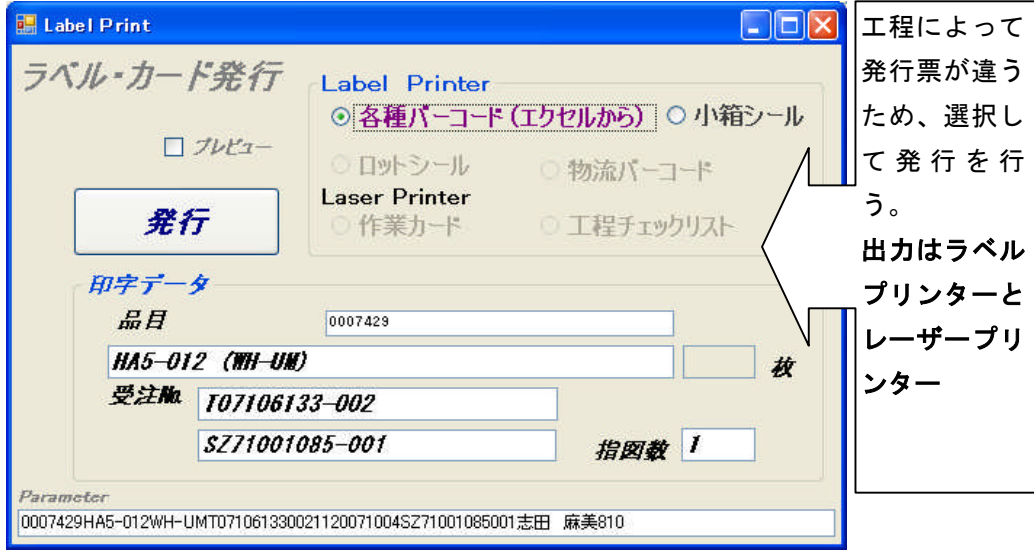 Label Print
ラベル・カード発行
プレビュー
発行
Label Printer
各種バーコード(エクセルから)
小箱シール
ロットシール
物流バーコード
Laser Printer
作業カード
工程チェックリスト
印字データ
品目
0007429
HA5-012 (WH-UM)
枚
受注№
T07106133-002
SZ71001085-001
指図数
1
Parameter
0007429HA5-012WH-UMT071061330021120071004SZ71001085001志田 麻美810
工程によって
発行票が違う
ため、選択し
て発行を行
う。
出力はラベル
プリンターと
レーザープリ
ンター